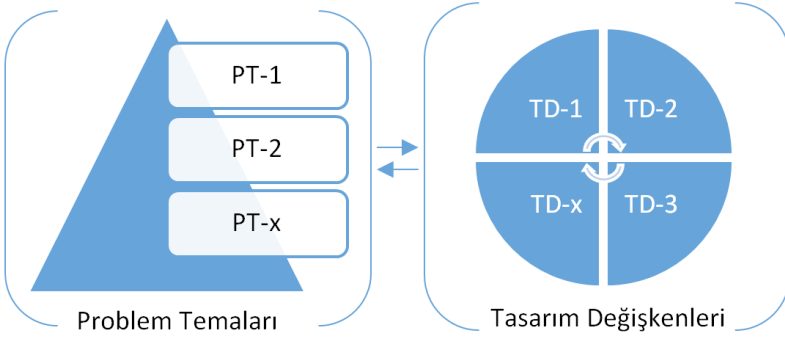 PT-1
PT-2
PT-x
Problem Temaları
TD-1
TD-2
TD-x
TD-3
Tasarım Değişkenleri